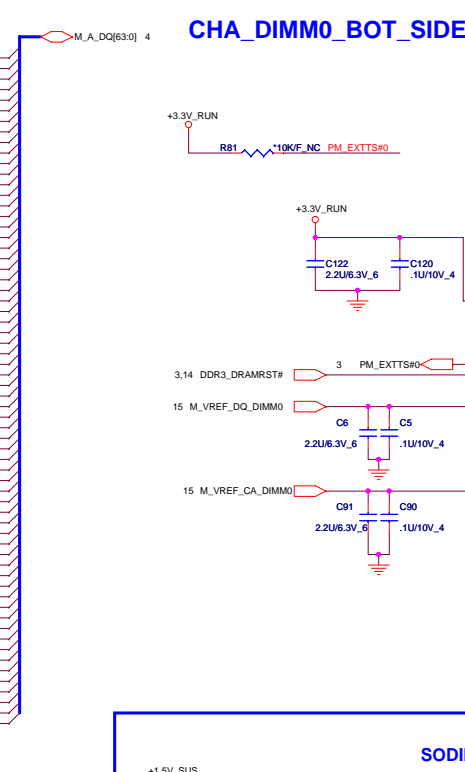 CHA_DIMM0_BOT_SIDE
M_A_DQ[63:0] 4
+3.3V_RUN
R81 *10K/F_NC PM_EXTTS#0
+3.3V_RUN
C122 C120
2.2U/6.3V_6 .1U/10V_4
3 PM_EXTTS#0
3,14 DDR3_DRAMRST#
15 M_VREF_DQ_DIMM0
C6 C5
2.2U/6.3V_6 .1U/10V_4
15 M_VREF_CA_DIMM0
C91 C90
2.2U/6.3V_6 .1U/10V_4
+1.5V_SUS